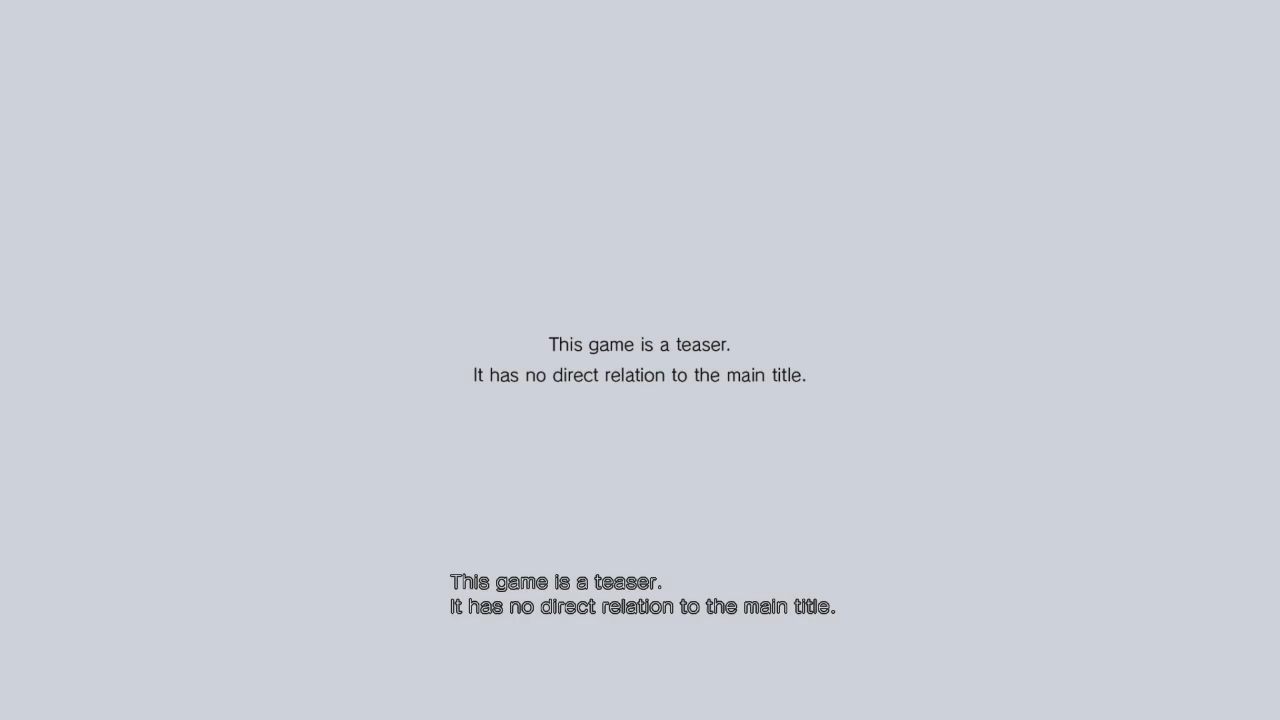 This game is a teaser.
It has no direct relation to the main title.
This game is a teaser.
It has no direct relation to the main title.